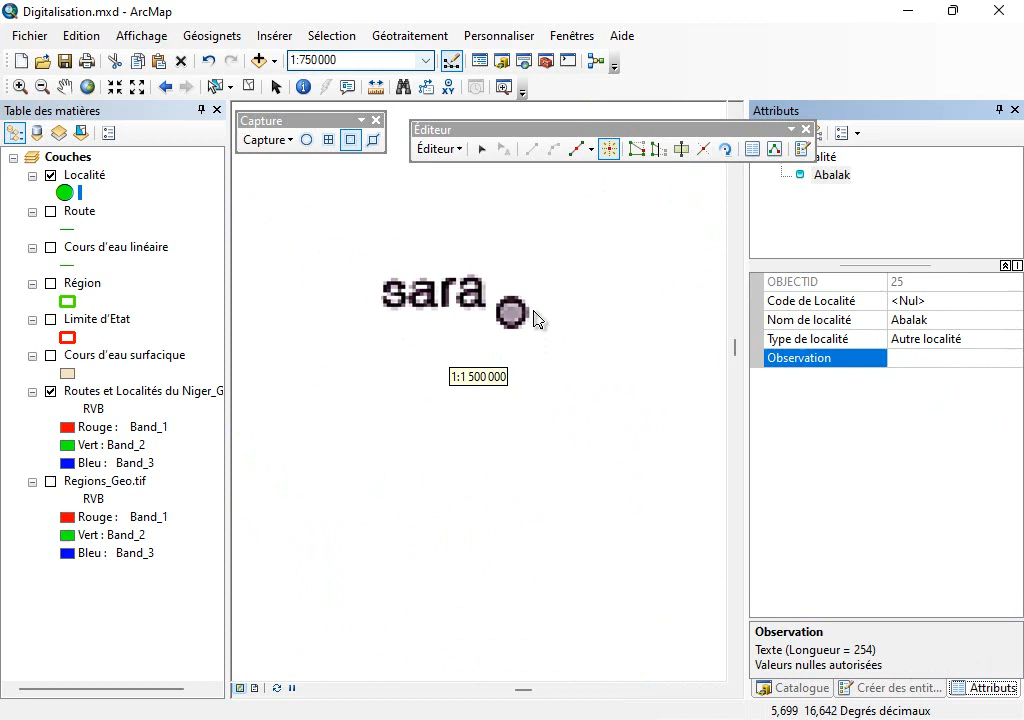 Digitalisation.mxd - ArcMap
Fichier Edition Affichage Géosignets Insérer Sélection Géotraitement Personnaliser Fenêtres Aide
1:750000
Table des matières
Capture
Capture
Éditeur
Éditeur
Attributs
Couches
Localité
Route
Cours d'eau linéaire
Région
Limite d'Etat
Cours d'eau surfacique
Routes et Localités du Niger_G
RVB
Rouge : Band_1
Vert : Band_2
Bleu : Band_3
Regions_Geo.tif
RVB
Rouge : Band_1
Vert : Band_2
Bleu : Band_3
sara
1:1 500 000
alité
Abalak
OBJECTID 25
Code de Localité <Nul>
Nom de localité Abalak
Type de localité Autre localité
Observation
Observation
Texte (Longueur = 254)
Valeurs nulles autorisées
Catalogue Créer des entit... Attributs
5,699 16,642 Degrés décimaux